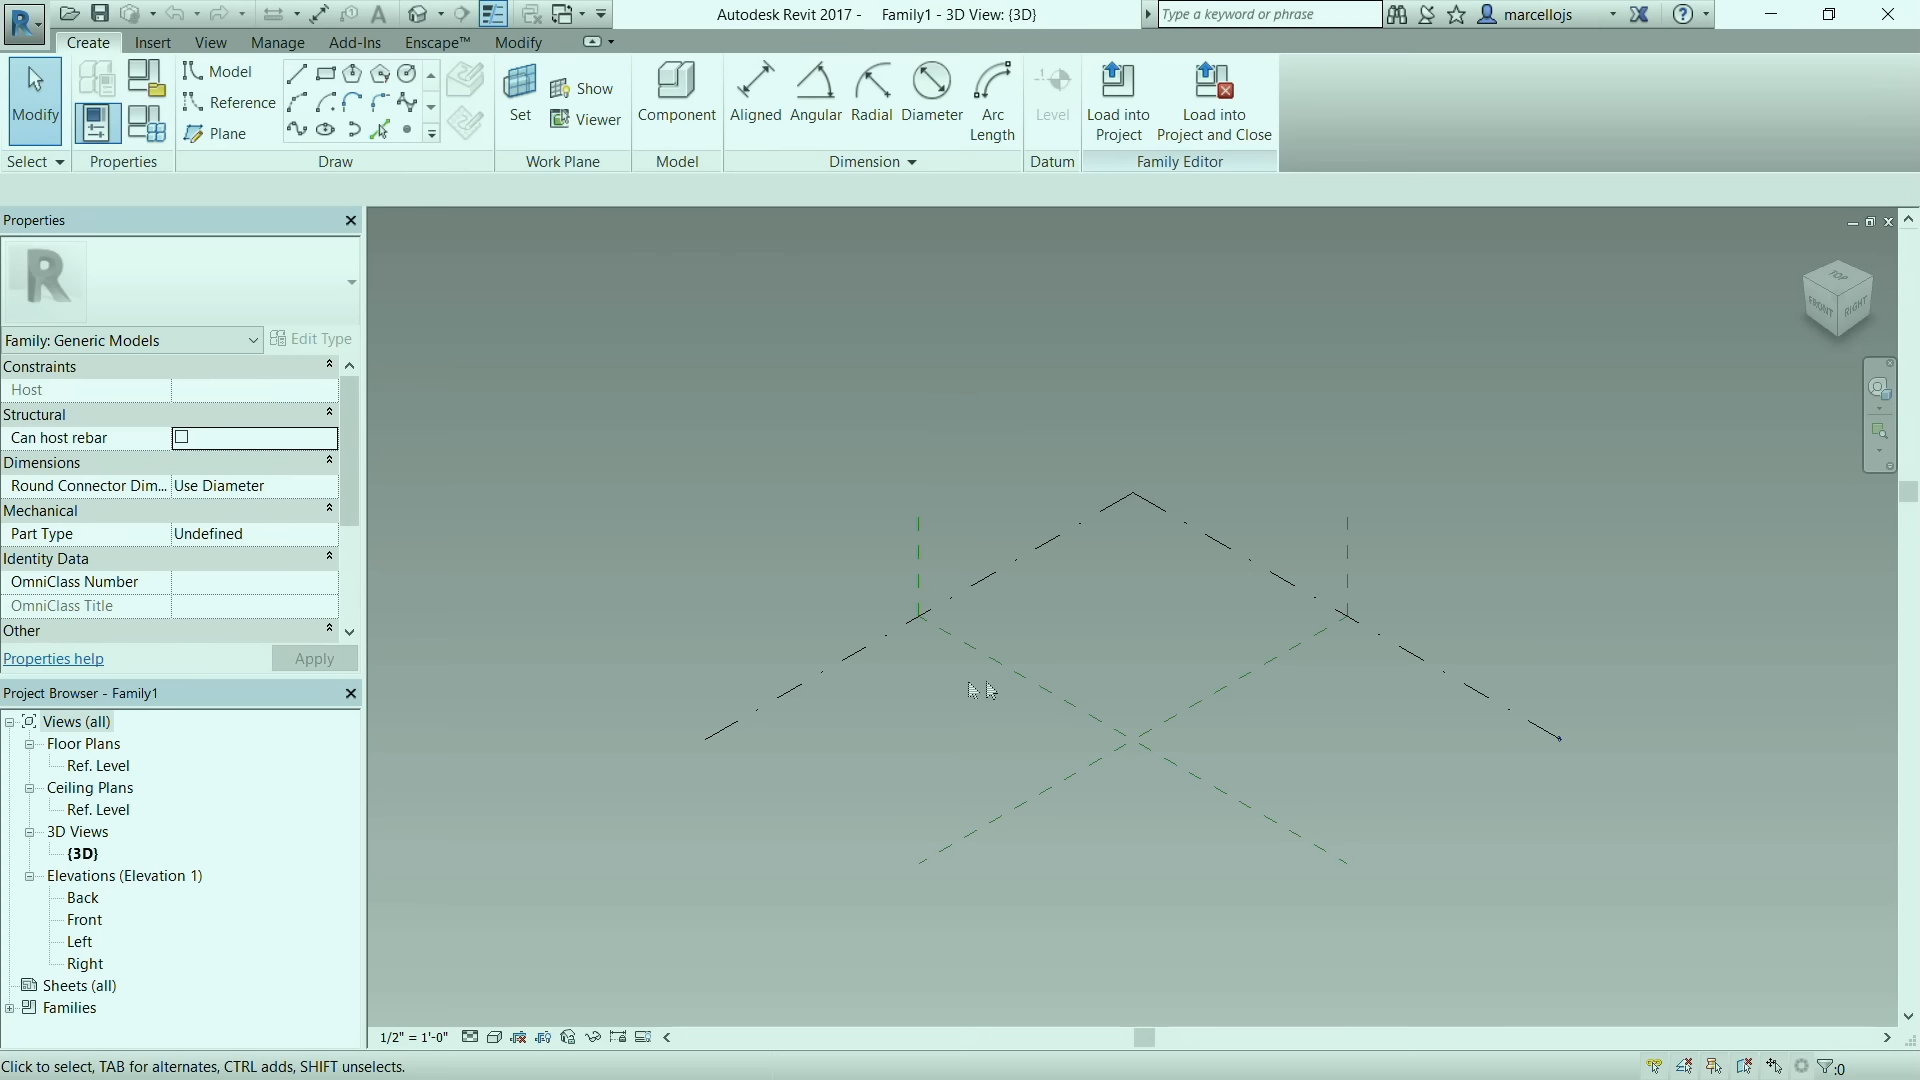 Autodesk Revit 2017 - Family1 - 3D View: {3D}
Type a keyword or phrase
marcellojs
Create Insert View Manage Add-Ins Enscape™ Modify
Modify
Model
Reference
Plane
Set
Show
Viewer
Component
Aligned
Angular
Radial
Diameter
Arc
Length
Level
Load into
Project
Load into
Project and Close
Select Properties Draw Work Plane Model Dimension Datum Family Editor
Properties
R
Family: Generic Models
Edit Type
Constraints
Host
Structural
Can host rebar
Dimensions
Round Connector Dim... Use Diameter
Mechanical
Part Type Undefined
Identity Data
OmniClass Number
OmniClass Title
Other
Properties help
Apply
TOP
FRONT
RIGHT
Project Browser - Family1
Views (all)
Floor Plans
Ref. Level
Ceiling Plans
Ref. Level
3D Views
{3D}
Elevations (Elevation 1)
Back
Front
Left
Right
Sheets (all)
Families
1/2" = 1'-0"
Click to select, TAB for alternates, CTRL adds, SHIFT unselects.
:0